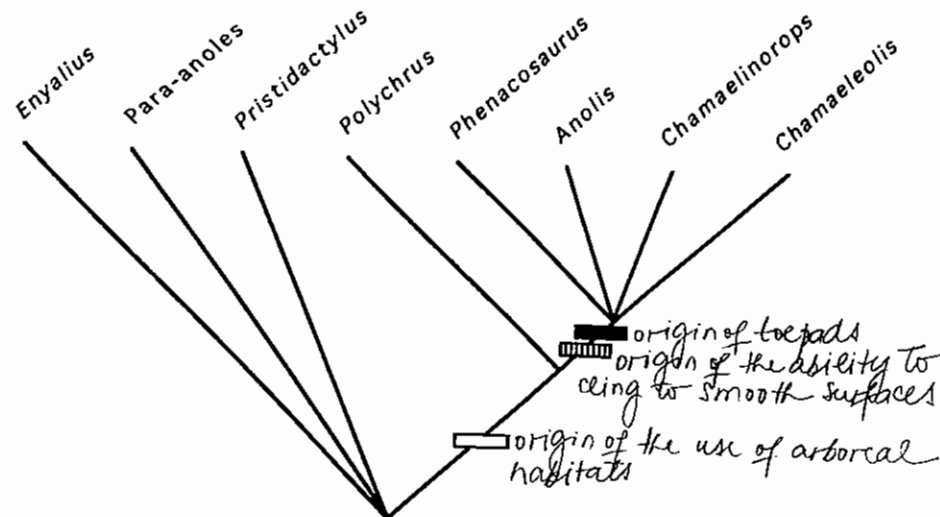 Enyalius
Para-anoles
Pristidactylus
Polychrus
Phenacosaurus
Anolis
Chamaelinorops
Chamaeleolis
origin of toepads
origin of the ability to
cling to smooth surfaces
origin of the use of arboreal
habitats